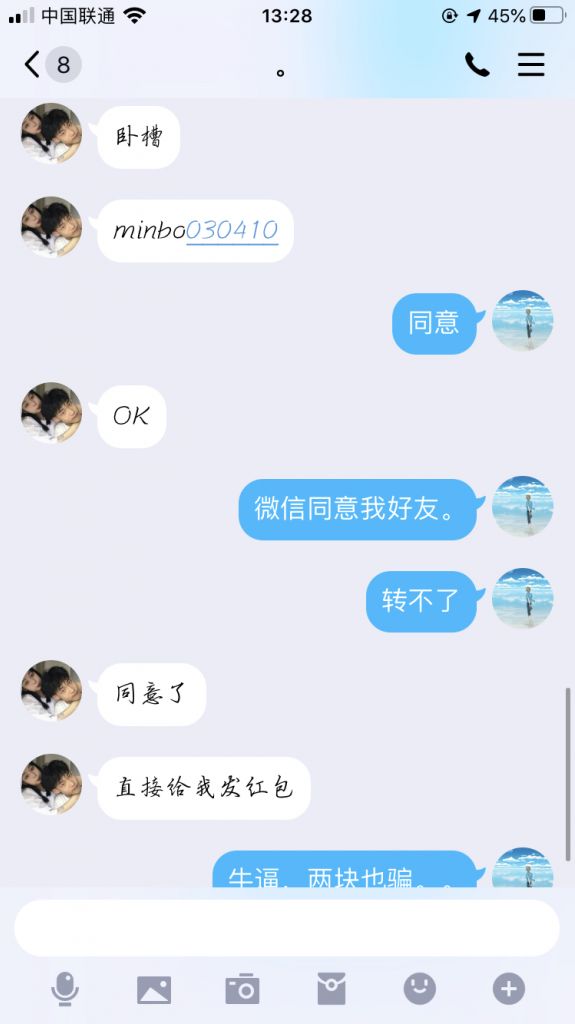 中国联通
13:28
45%
8
。
卧槽
minbo030410
同意
OK
微信同意我好友。
转不了
同意了
直接给我发红包
牛逼，两块也骗。。